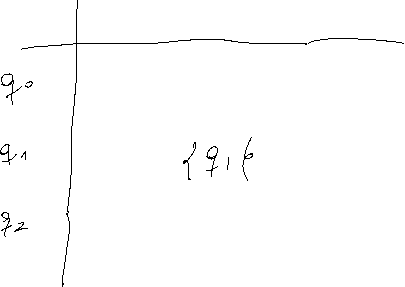 q₀
q₁ {q₁}
q₂